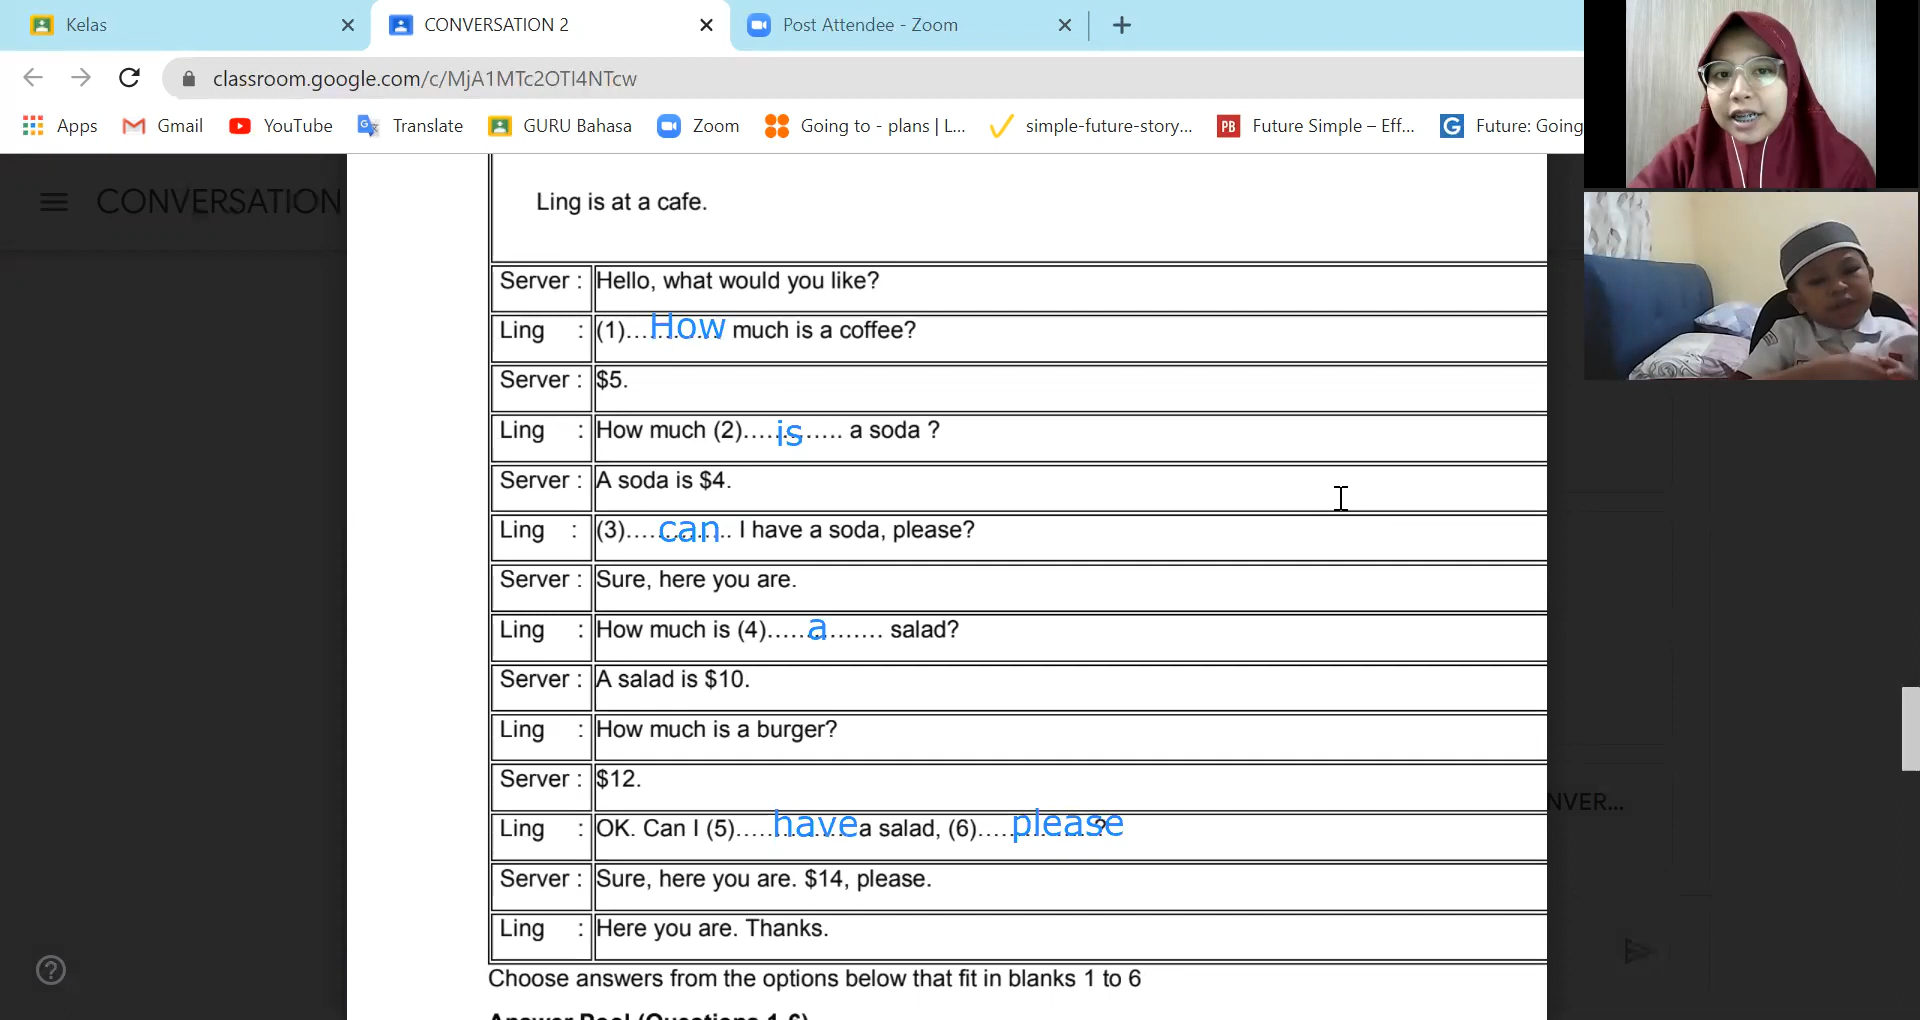 Kelas
CONVERSATION 2
Post Attendee - Zoom
classroom.google.com/c/MjA1MTc2OTI4NTcw
Apps
Gmail
YouTube
Translate
GURU Bahasa
Zoom
Going to - plans | L...
simple-future-story...
PB Future Simple – Eff...
Future: Going
CONVERSATION
Ling is at a cafe.
Server : Hello, what would you like?
Ling : (1)... How ... much is a coffee?
Server : $5.
Ling : How much (2)...... is ..... a soda ?
Server : A soda is $4.
Ling : (3).... can .. I have a soda, please?
Server : Sure, here you are.
Ling : How much is (4)..... a ....... salad?
Server : A salad is $10.
Ling : How much is a burger?
Server : $12.
Ling : OK. Can I (5)..... have a salad, (6).... please ?
Server : Sure, here you are. $14, please.
Ling : Here you are. Thanks.
NVER...
Choose answers from the options below that fit in blanks 1 to 6
Answer Pool (Questions 1-6)